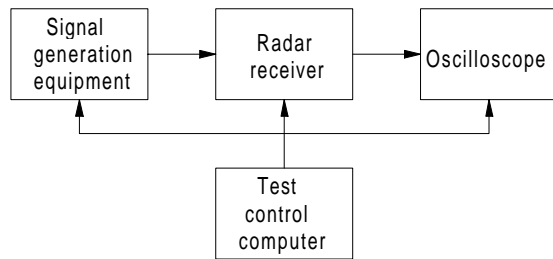 Signal
generation
equipment
Radar
receiver
Oscilloscope
Test
control
computer